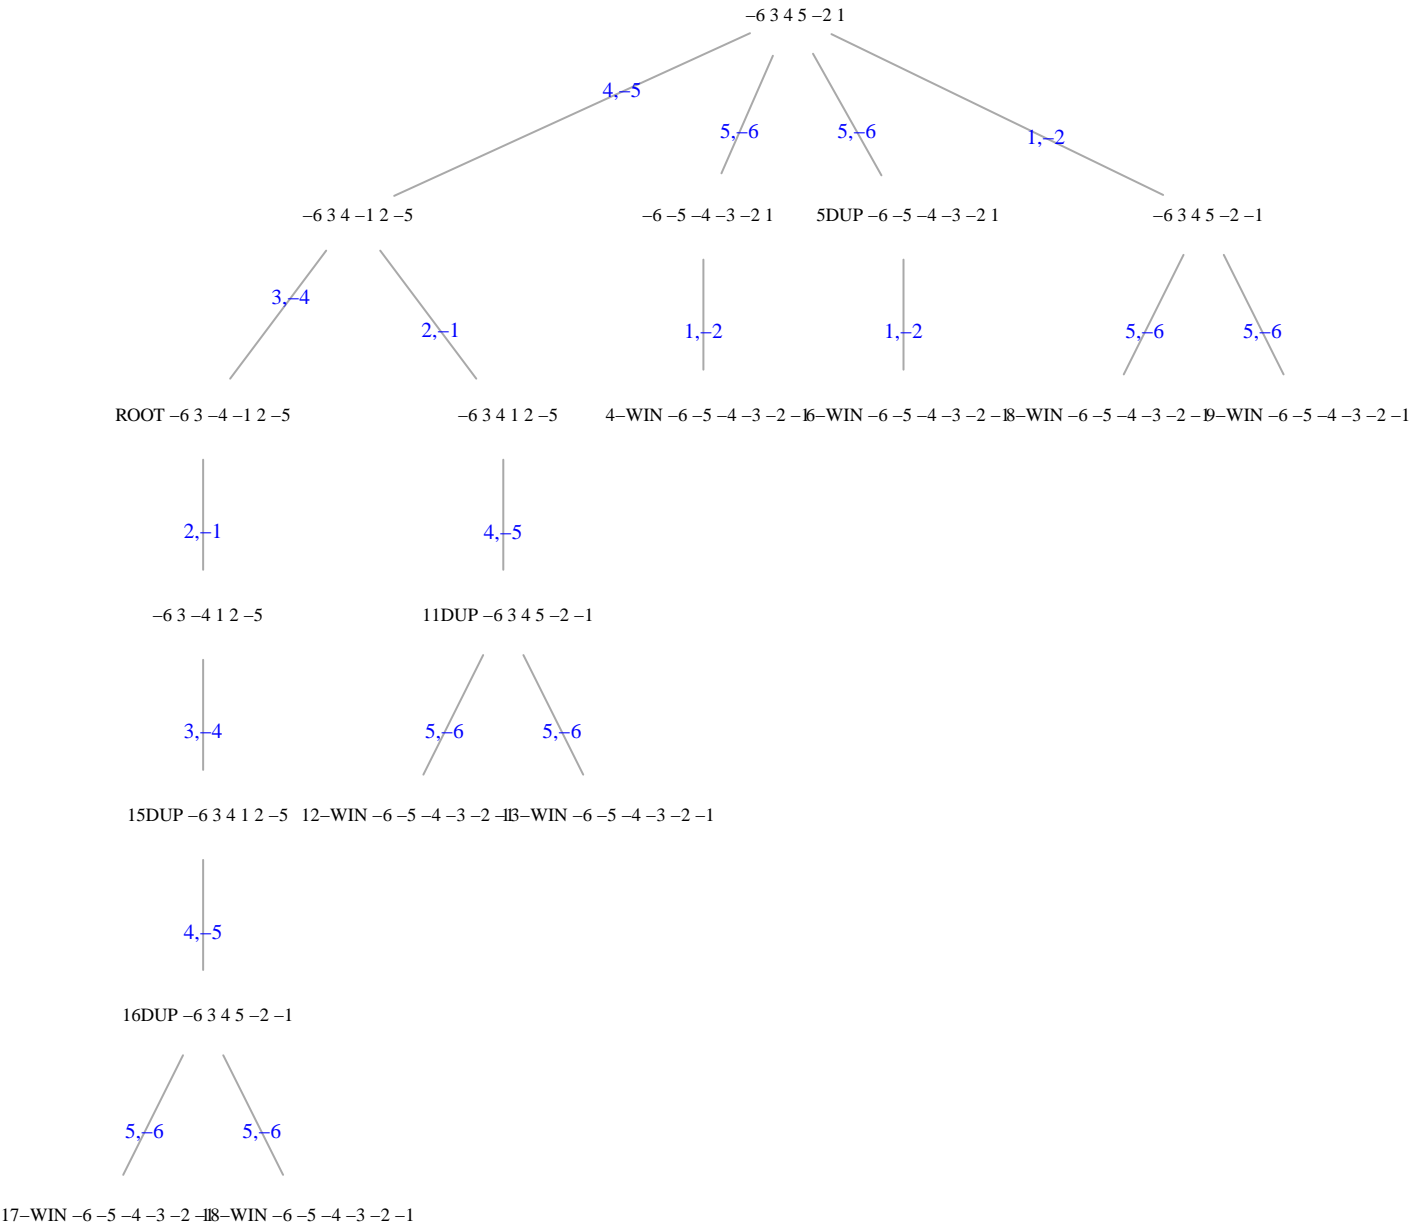 –6 3 4 5 –2 1
4,–5
5,–6
5,–6
1,–2
–6 3 4 –1 2 –5
–6 –5 –4 –3 –2 1
5DUP –6 –5 –4 –3 –2 1
–6 3 4 5 –2 –1
3,–4
2,–1
1,–2
1,–2
5,–6
5,–6
ROOT –6 3 –4 –1 2 –5
–6 3 4 1 2 –5
4–WIN –6 –5 –4 –3 –2 –1
6–WIN –6 –5 –4 –3 –2 –1
8–WIN –6 –5 –4 –3 –2 –1
9–WIN –6 –5 –4 –3 –2 –1
2,–1
4,–5
–6 3 –4 1 2 –5
11DUP –6 3 4 5 –2 –1
3,–4
5,–6
5,–6
15DUP –6 3 4 1 2 –5
12–WIN –6 –5 –4 –3 –2 –1
13–WIN –6 –5 –4 –3 –2 –1
4,–5
16DUP –6 3 4 5 –2 –1
5,–6
5,–6
17–WIN –6 –5 –4 –3 –2 –1
18–WIN –6 –5 –4 –3 –2 –1